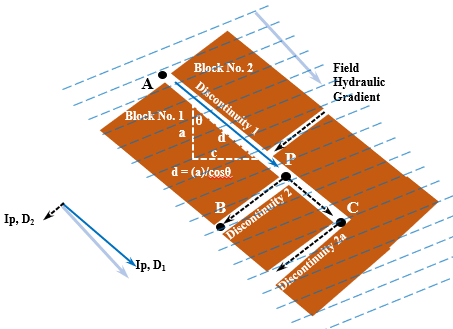 Block No. 2
Field
Hydraulic
Gradient
A
Discontinuity 1
Block No. 1
θ
a
d
c
P
d = (a)/cosθ
B
C
Discontinuity 2
Discontinuity 2a
Ip, D₂
Ip, D₁